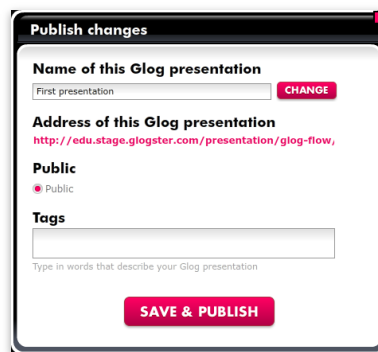 Publish changes
Name of this Glog presentation
First presentation
CHANGE
Address of this Glog presentation
http://edu.stage.glogster.com/presentation/glog-flow,
Public
Public
Tags
Type in words that describe your Glog presentation
SAVE & PUBLISH